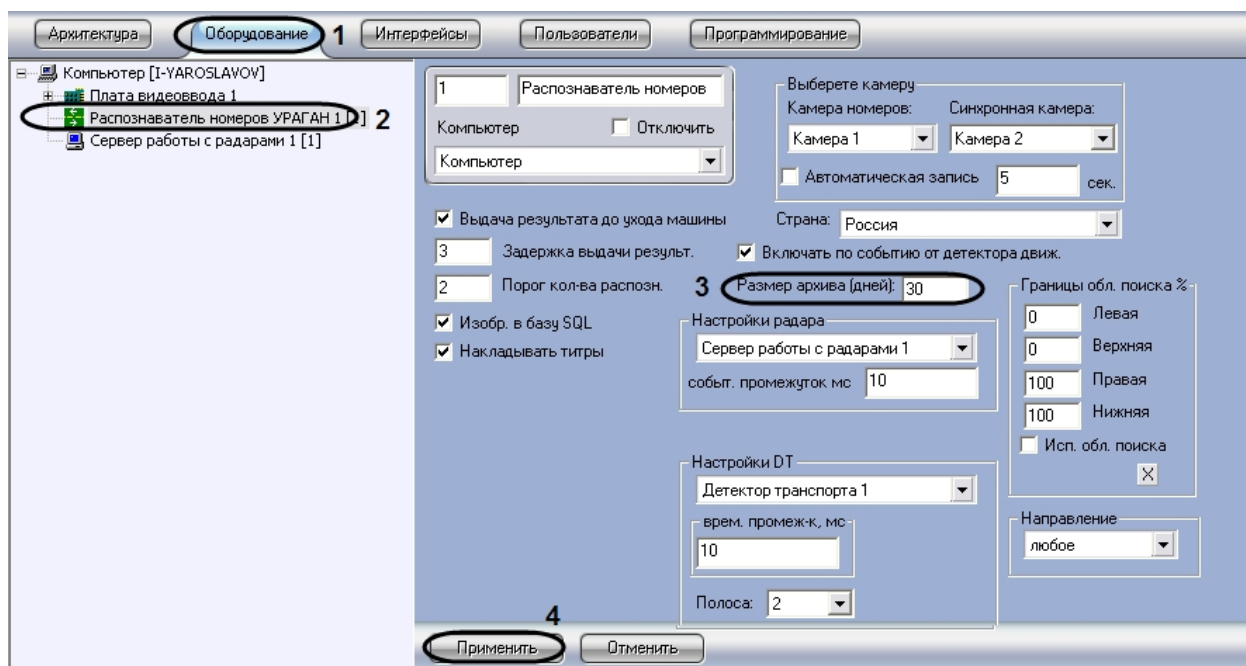 Архитектура Оборудование 1 Интерфейсы Пользователи Программирование
Компьютер [I-YAROSLAVOV]
Плата видеоввода 1
Распознаватель номеров УРАГАН 1 ] 2
Сервер работы с радарами 1 [1]
1 Распознаватель номеров
Компьютер Отключить
Компьютер
Выберете камеру
Камера номеров: Синхронная камера:
Камера 1 Камера 2
Автоматическая запись 5 сек.
Выдача результата до ухода машины
Страна: Россия
3 Задержка выдачи результ.
Включать по событию от детектора движ.
2 Порог кол-ва распозн.
3 Размер архива (дней): 30
Изобр. в базу SQL
Накладывать титры
Настройки радара
Сервер работы с радарами 1
событ. промежуток мс 10
Границы обл. поиска %
0 Левая
0 Верхняя
100 Правая
100 Нижняя
Исп. обл. поиска
X
Настройки DT
Детектор транспорта 1
врем. промеж-к, мс
10
Полоса: 2
Направление
любое
4
Применить Отменить